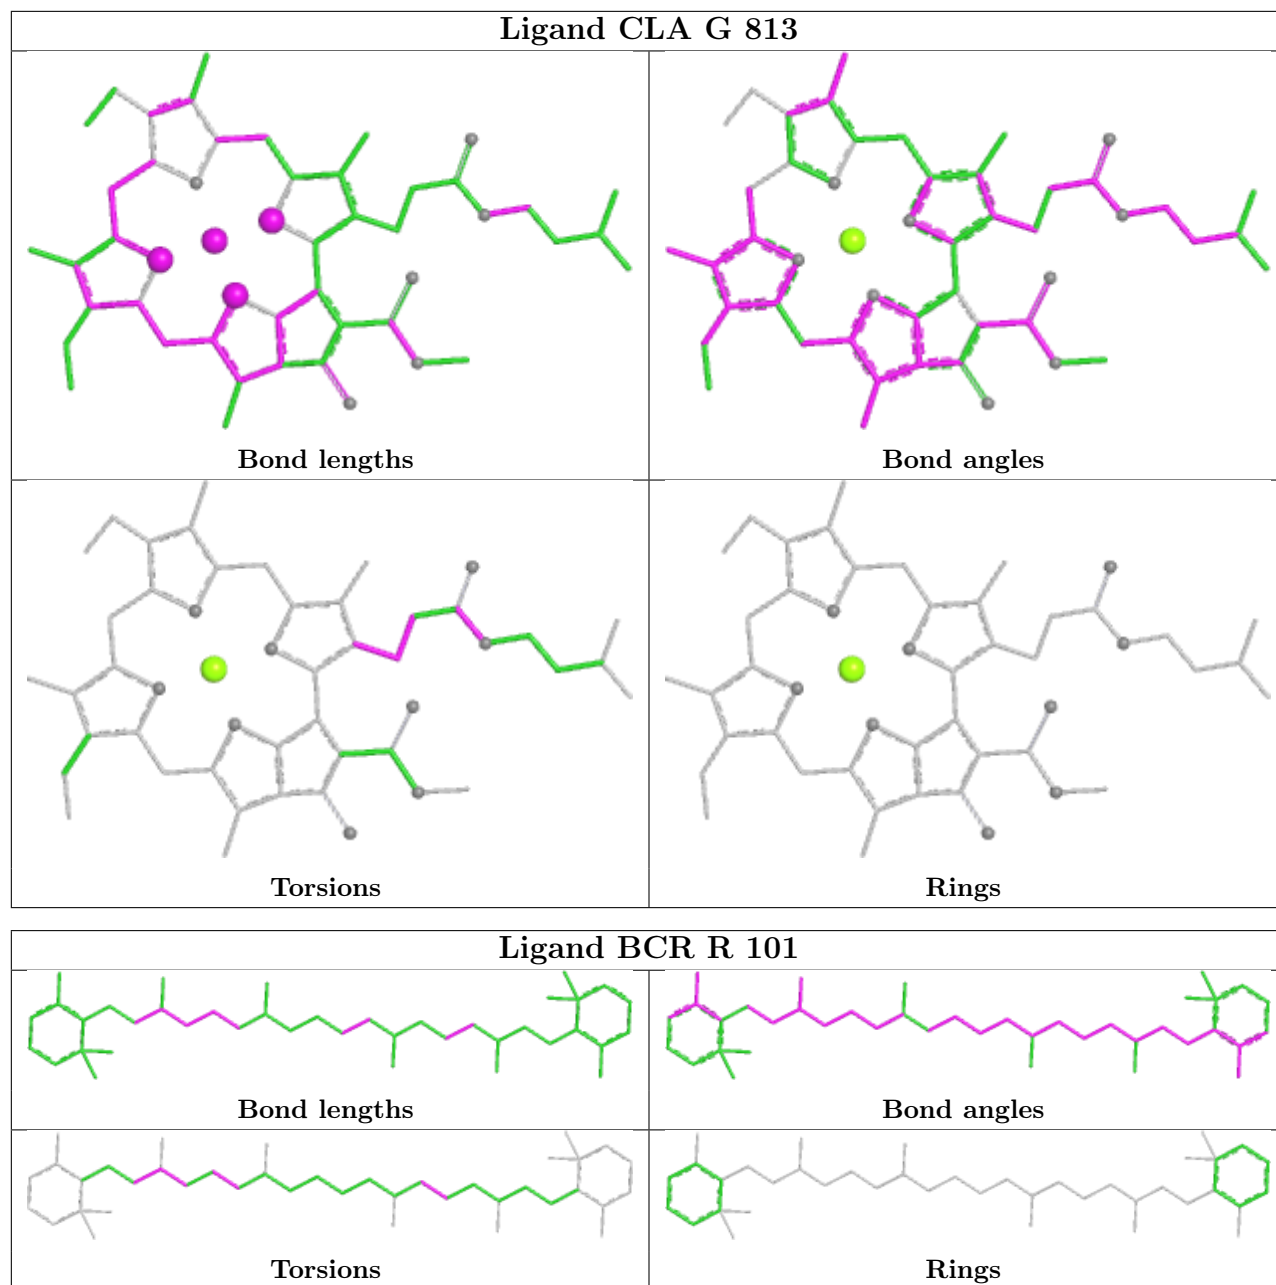 Ligand CLA G 813
Bond lengths
Bond angles
Torsions
Rings
Ligand BCR R 101
Bond lengths
Bond angles
Torsions
Rings